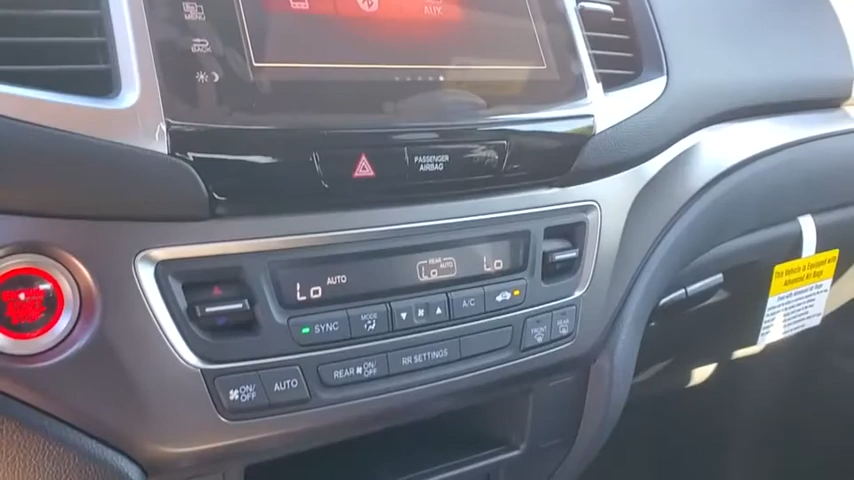 MENU
AUX
BACK
PASSENGER
AIRBAG
REAR
Lo AUTO
Lo AUTO
Lo
SYNC
MODE
A/C
FRONT
REAR
REAR ON/OFF
RR SETTINGS
ON/OFF
AUTO
This Vehicle is Equipped
with
Advanced Air Bags